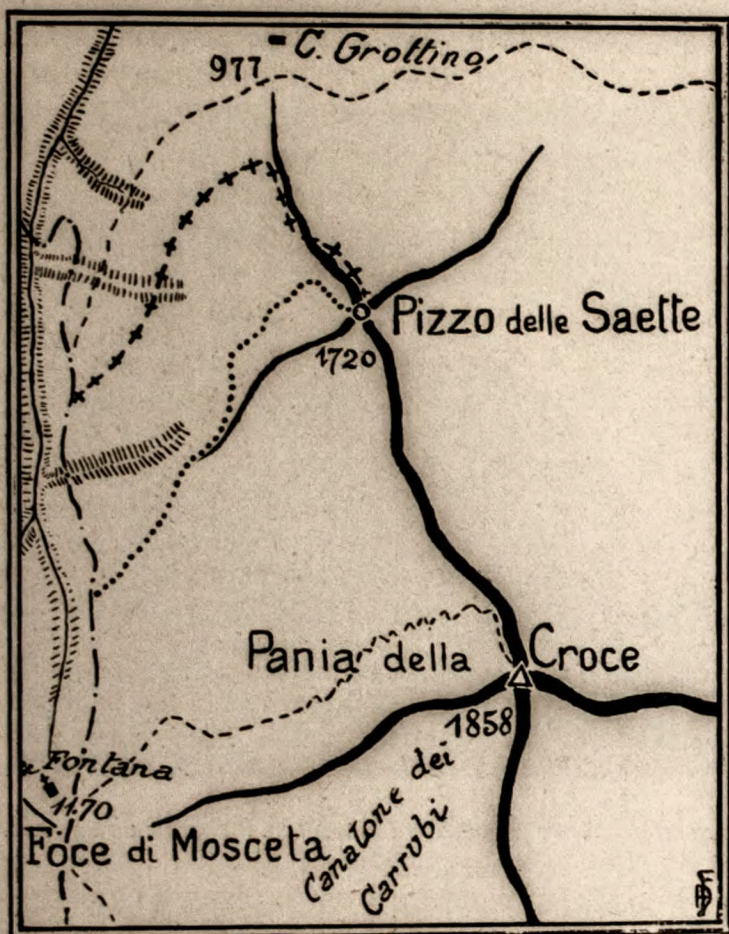 977 C. Grottino
Pizzo delle Saette
1720
Pania della Croce
1858
Canalone dei
Carrubi
Fontana
1170
Foce di Mosceta